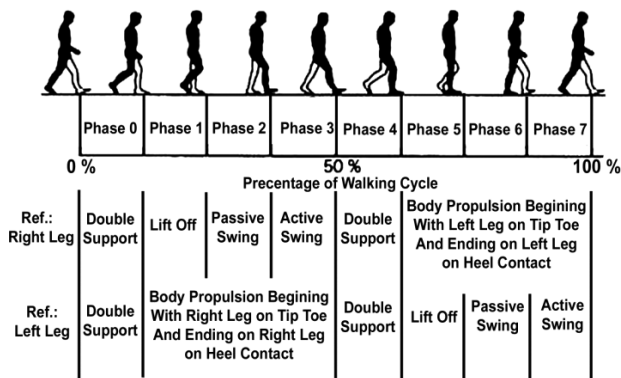 Phase 0 Phase 1 Phase 2 Phase 3 Phase 4 Phase 5 Phase 6 Phase 7
0 % 50 % 100 %
Precentage of Walking Cycle
Ref.:
Right Leg
Double
Support
Lift Off
Passive
Swing
Active
Swing
Double
Support
Body Propulsion Begining
With Left Leg on Tip Toe
And Ending on Left Leg
on Heel Contact
Ref.:
Left Leg
Double
Support
Body Propulsion Begining
With Right Leg on Tip Toe
And Ending on Right Leg
on Heel Contact
Double
Support
Lift Off
Passive
Swing
Active
Swing